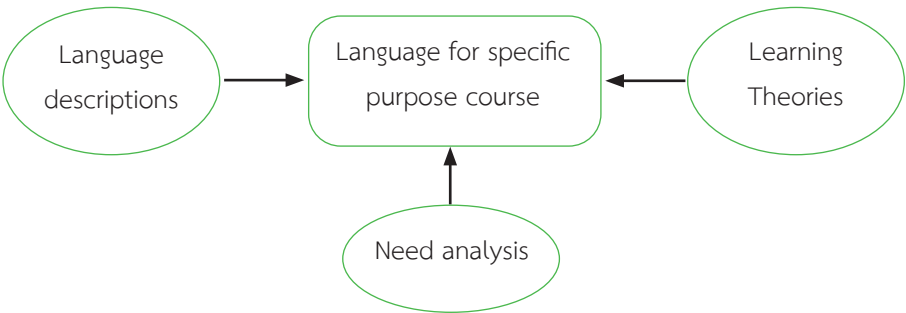 Language
descriptions
Language for specific
purpose course
Learning
Theories
Need analysis